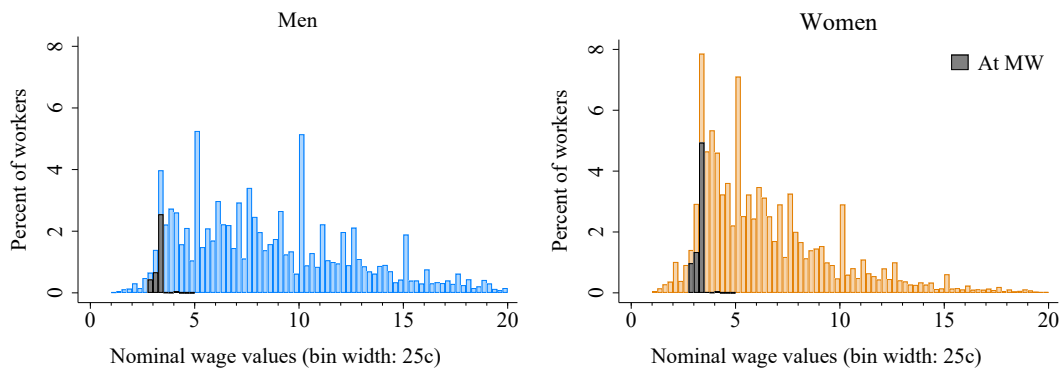 Men
Percent of workers
8
6
4
2
0
0 5 10 15 20
Nominal wage values (bin width: 25c)
Women
At MW
Percent of workers
8
6
4
2
0
0 5 10 15 20
Nominal wage values (bin width: 25c)